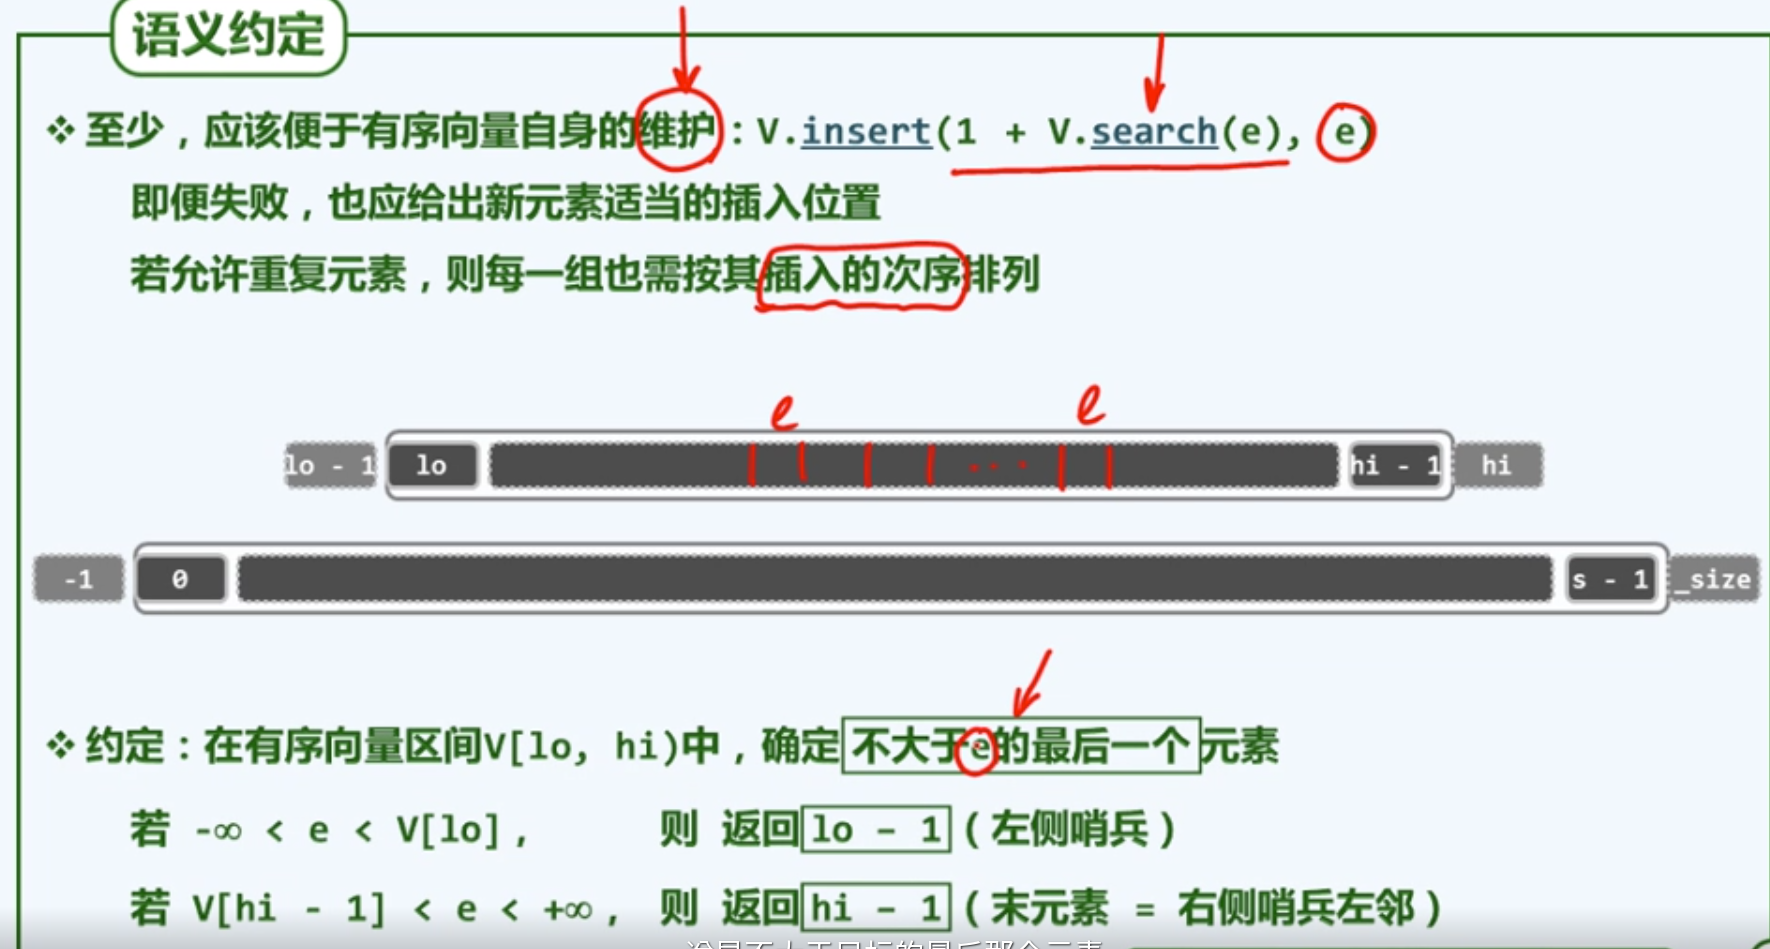 语义约定
❖ 至少，应该便于有序向量自身的维护：V.insert(1 + V.search(e), e)
即便失败，也应给出新元素适当的插入位置
若允许重复元素，则每一组也需按其插入的次序排列
e e
lo - 1 lo hi - 1 hi
-1 0 s - 1 _size
❖ 约定：在有序向量区间V[lo, hi)中，确定不大于e的最后一个元素
若 -∞ < e < V[lo]， 则 返回 lo - 1（左侧哨兵）
若 V[hi - 1] < e < +∞， 则 返回 hi - 1（末元素 = 右侧哨兵左邻）